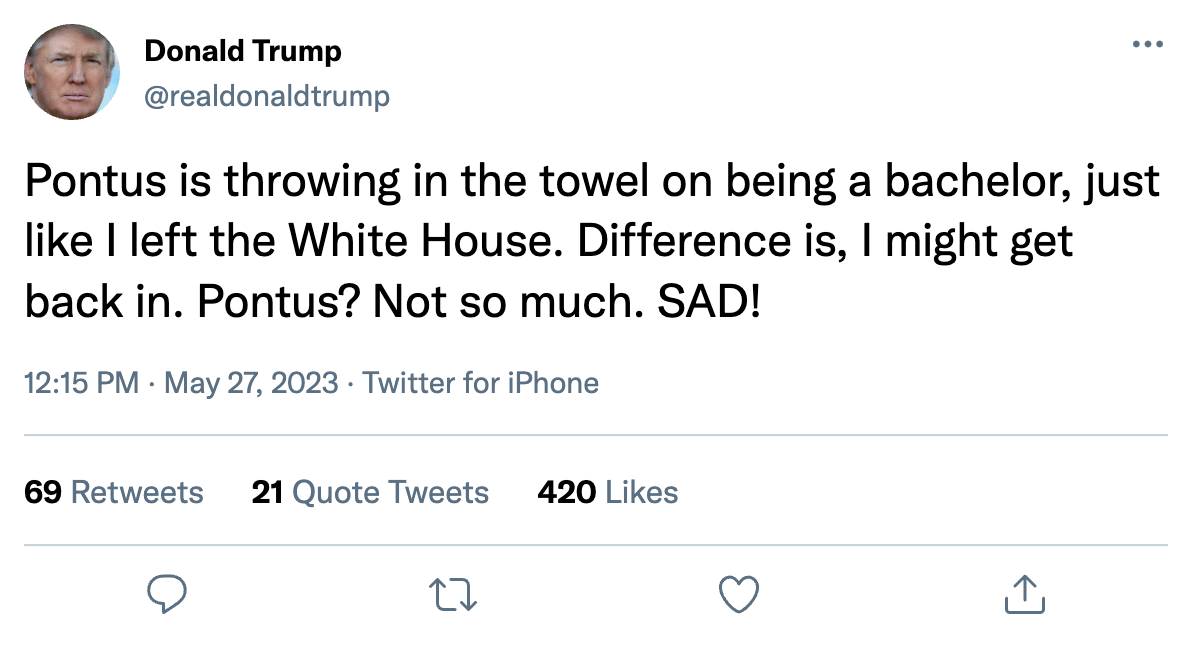 Donald Trump
@realdonaldtrump
Pontus is throwing in the towel on being a bachelor, just
like I left the White House. Difference is, I might get
back in. Pontus? Not so much. SAD!
12:15 PM · May 27, 2023 · Twitter for iPhone
69 Retweets 21 Quote Tweets 420 Likes